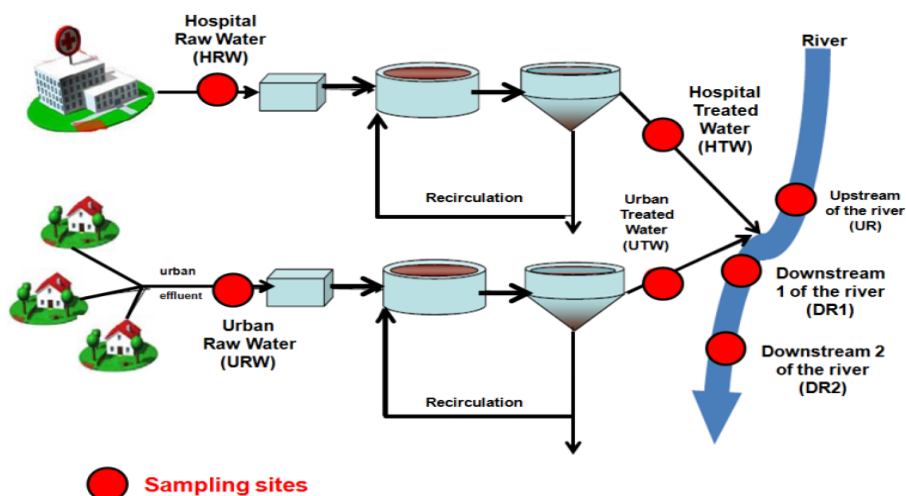 Hospital
Raw Water
(HRW)
River
Hospital
Treated
Water
(HTW)
Recirculation
Urban
Treated
Water
(UTW)
Upstream
of the river
(UR)
urban
effluent
Urban
Raw Water
(URW)
Downstream
1 of the river
(DR1)
Downstream 2
of the river
(DR2)
Recirculation
Sampling sites